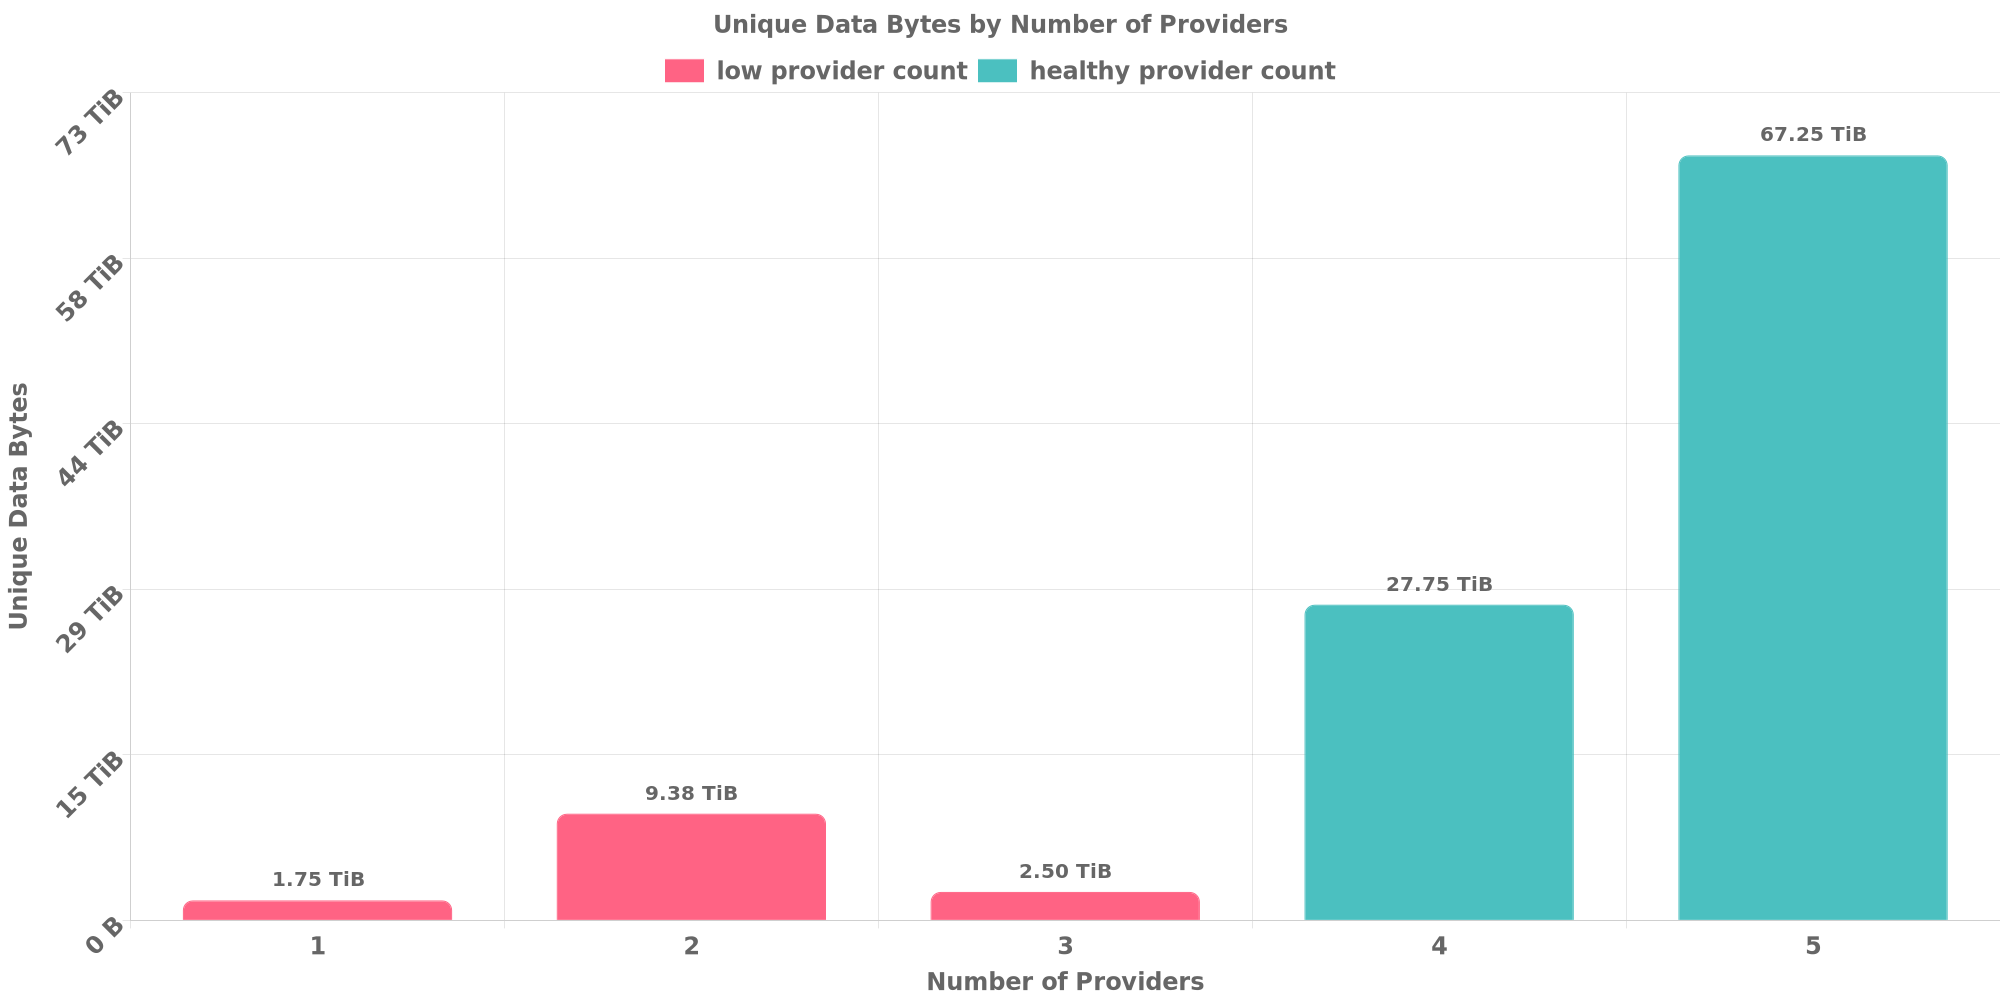 Unique Data Bytes by Number of Providers
low provider count
healthy provider count
73 TiB
58 TiB
44 TiB
29 TiB
15 TiB
0 B
Unique Data Bytes
1.75 TiB
9.38 TiB
2.50 TiB
27.75 TiB
67.25 TiB
1
2
3
4
5
Number of Providers